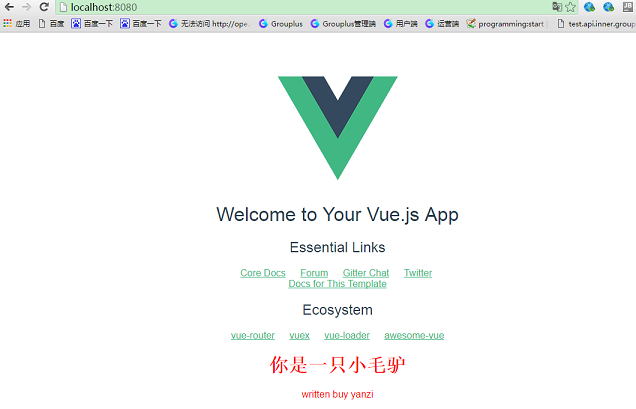 localhost:8080
应用 百度 百度一下 百度一下 无法访问 http://ope. Grouplus Grouplus管理端 用户端 运营端 programming:start test.api.inner.group
Welcome to Your Vue.js App
Essential Links
Core Docs Forum Gitter Chat Twitter
Docs for This Template
Ecosystem
vue-router vuex vue-loader awesome-vue
你是一只小毛驴
written buy yanzi